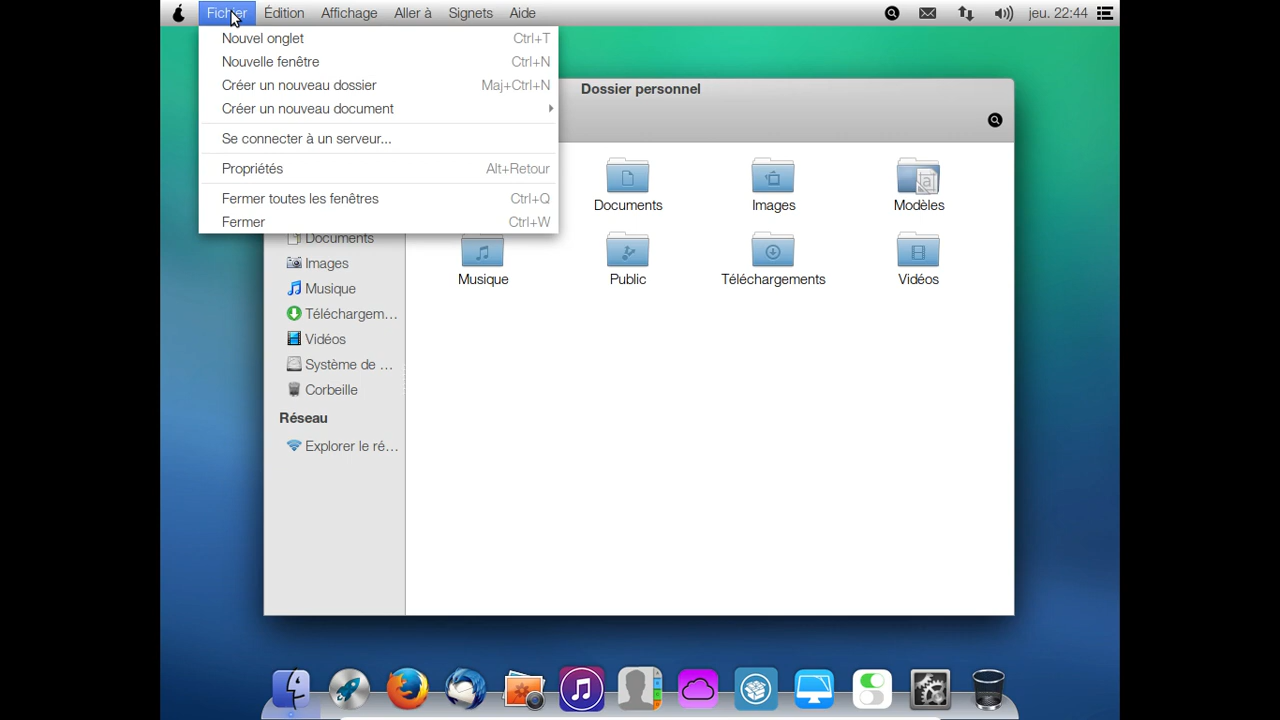 Fichier Édition Affichage Aller à Signets Aide jeu. 22:44
Nouvel onglet Ctrl+T
Nouvelle fenêtre Ctrl+N
Créer un nouveau dossier Maj+Ctrl+N
Créer un nouveau document
Se connecter à un serveur...
Propriétés Alt+Retour
Fermer toutes les fenêtres Ctrl+Q
Fermer Ctrl+W
Dossier personnel
Documents
Images
Musique
Téléchargem...
Vidéos
Système de ...
Corbeille
Réseau
Explorer le ré...
Documents Images Modèles
Musique Public Téléchargements Vidéos